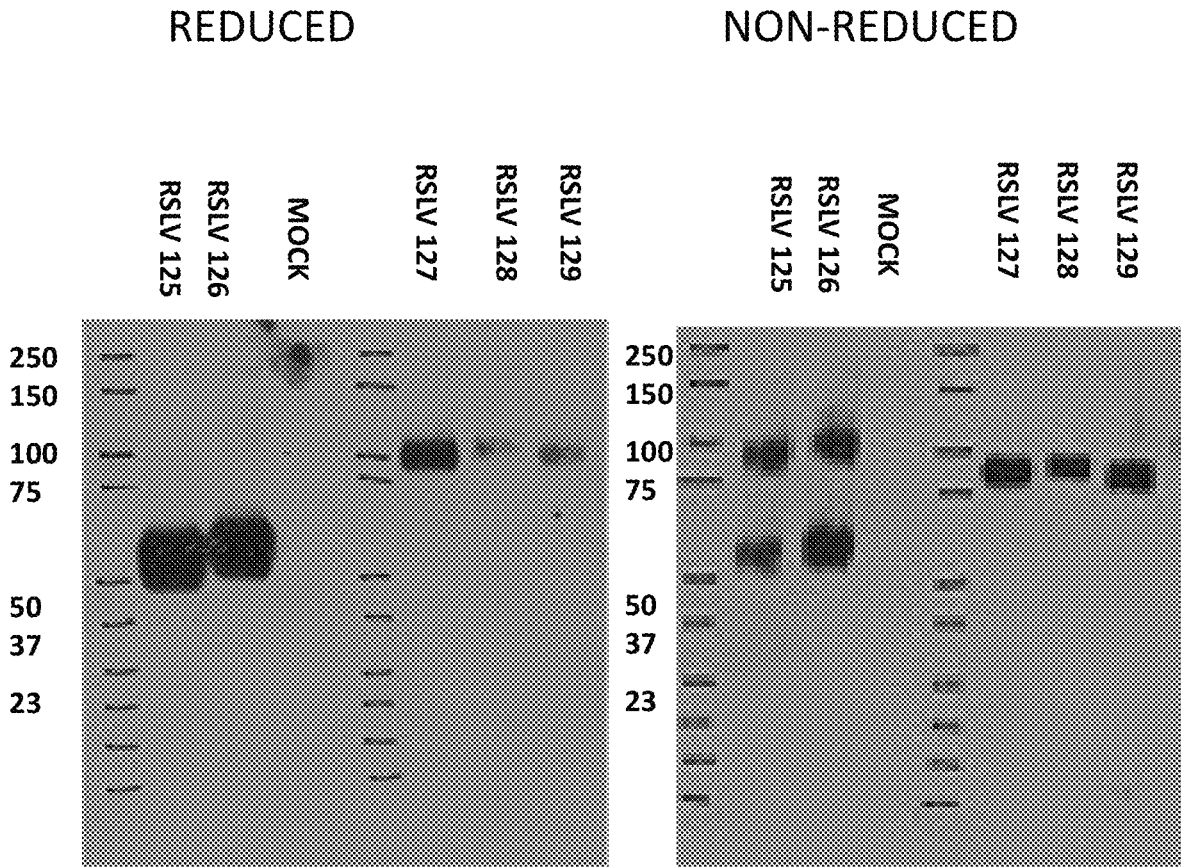 REDUCED
NON-REDUCED
RSLV 125
RSLV 126
MOCK
RSLV 127
RSLV 128
RSLV 129
RSLV 125
RSLV 126
MOCK
RSLV 127
RSLV 128
RSLV 129
250
150
100
75
50
37
23
250
150
100
75
50
37
23